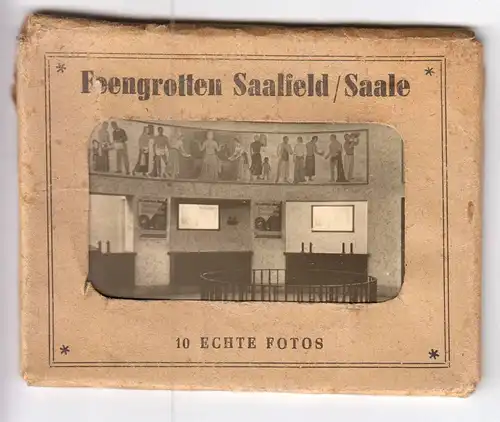 Feengrotten Saalfeld/Saale
10 ECHTE FOTOS